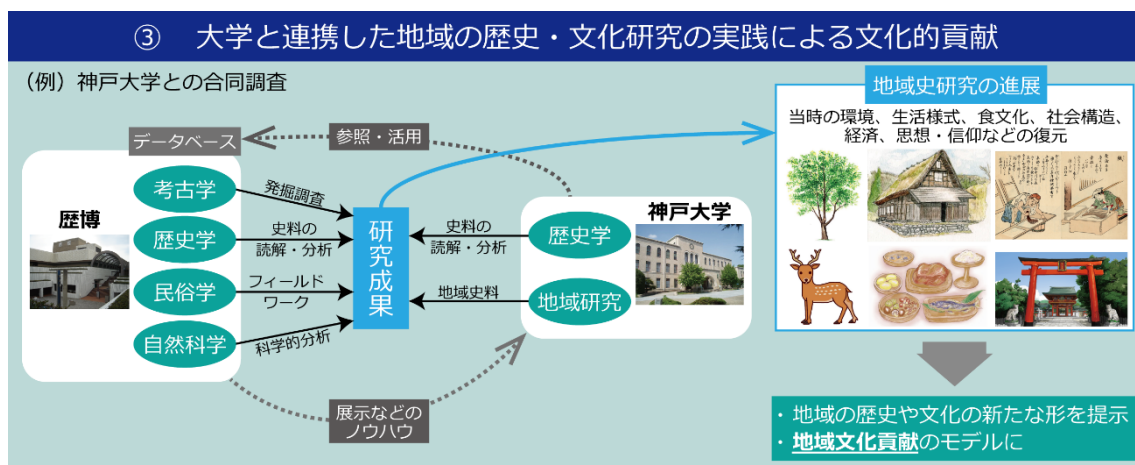 ③ 大学と連携した地域の歴史・文化研究の実践による文化的貢献
（例）神戸大学との合同調査
データベース
参照・活用
歴博
考古学
歴史学
民俗学
自然科学
発掘調査
史料の
読解・分析
フィールド
ワーク
科学的分析
研究成果
史料の
読解・分析
地域史料
神戸大学
歴史学
地域研究
展示などの
ノウハウ
地域史研究の進展
当時の環境、生活様式、食文化、社会構造、
経済、思想・信仰などの復元
・地域の歴史や文化の新たな形を提示
・地域文化貢献のモデルに